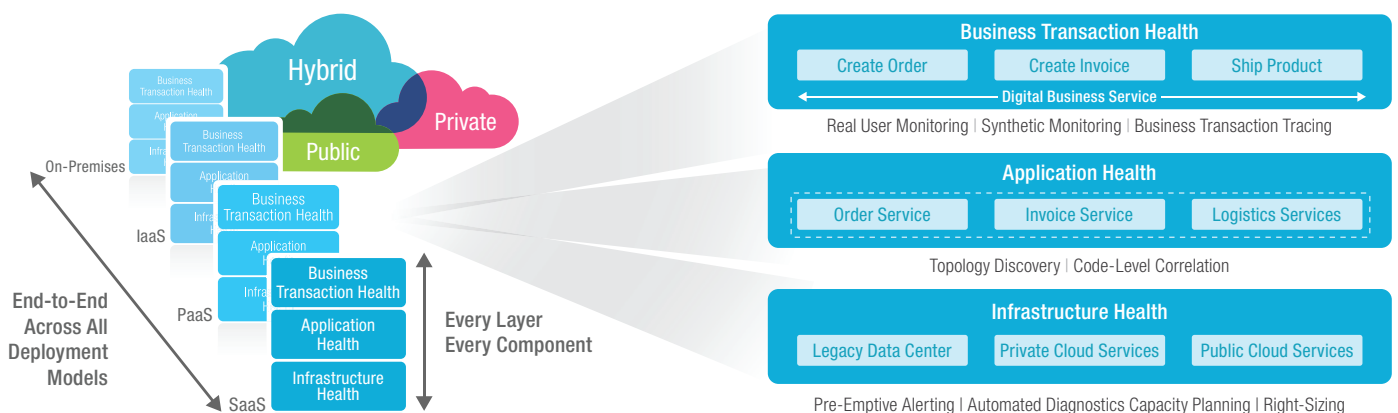 Hybrid
Private
Public
Business
Transaction Health
Application
On-Premises
Business
Transaction Health
Application
IaaS
Business
Transaction Health
Application
PaaS
Business
Transaction Health
Application
Health
Infrastructure
Health
SaaS
End-to-End
Across All
Deployment
Models
Every Layer
Every Component
Business Transaction Health
Create Order
Create Invoice
Ship Product
Digital Business Service
Real User Monitoring | Synthetic Monitoring | Business Transaction Tracing
Application Health
Order Service
Invoice Service
Logistics Services
Topology Discovery | Code-Level Correlation
Infrastructure Health
Legacy Data Center
Private Cloud Services
Public Cloud Services
Pre-Emptive Alerting | Automated Diagnostics Capacity Planning | Right-Sizing